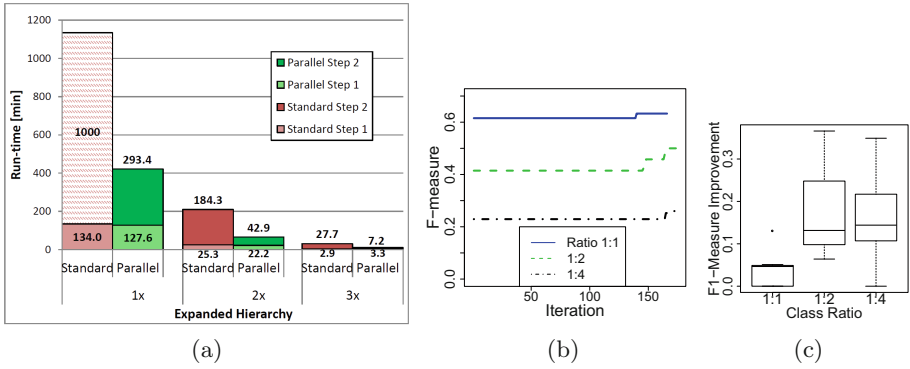 1200
1000
800
600
400
200
0
Run-time [min]
Parallel Step 2
Parallel Step 1
Standard Step 2
Standard Step 1
1000
134.0
293.4
127.6
184.3
25.3
42.9
22.2
27.7
2.9
7.2
3.3
Standard Parallel Standard Parallel Standard Parallel
1x 2x 3x
Expanded Hierarchy
(a)
F-measure
0.6
0.4
0.2
0.0
Ratio 1:1
1:2
1:4
50 100 150
Iteration
(b)
F1-Measure Improvement
0.3
0.2
0.1
0.0
1:1 1:2 1:4
Class Ratio
(c)